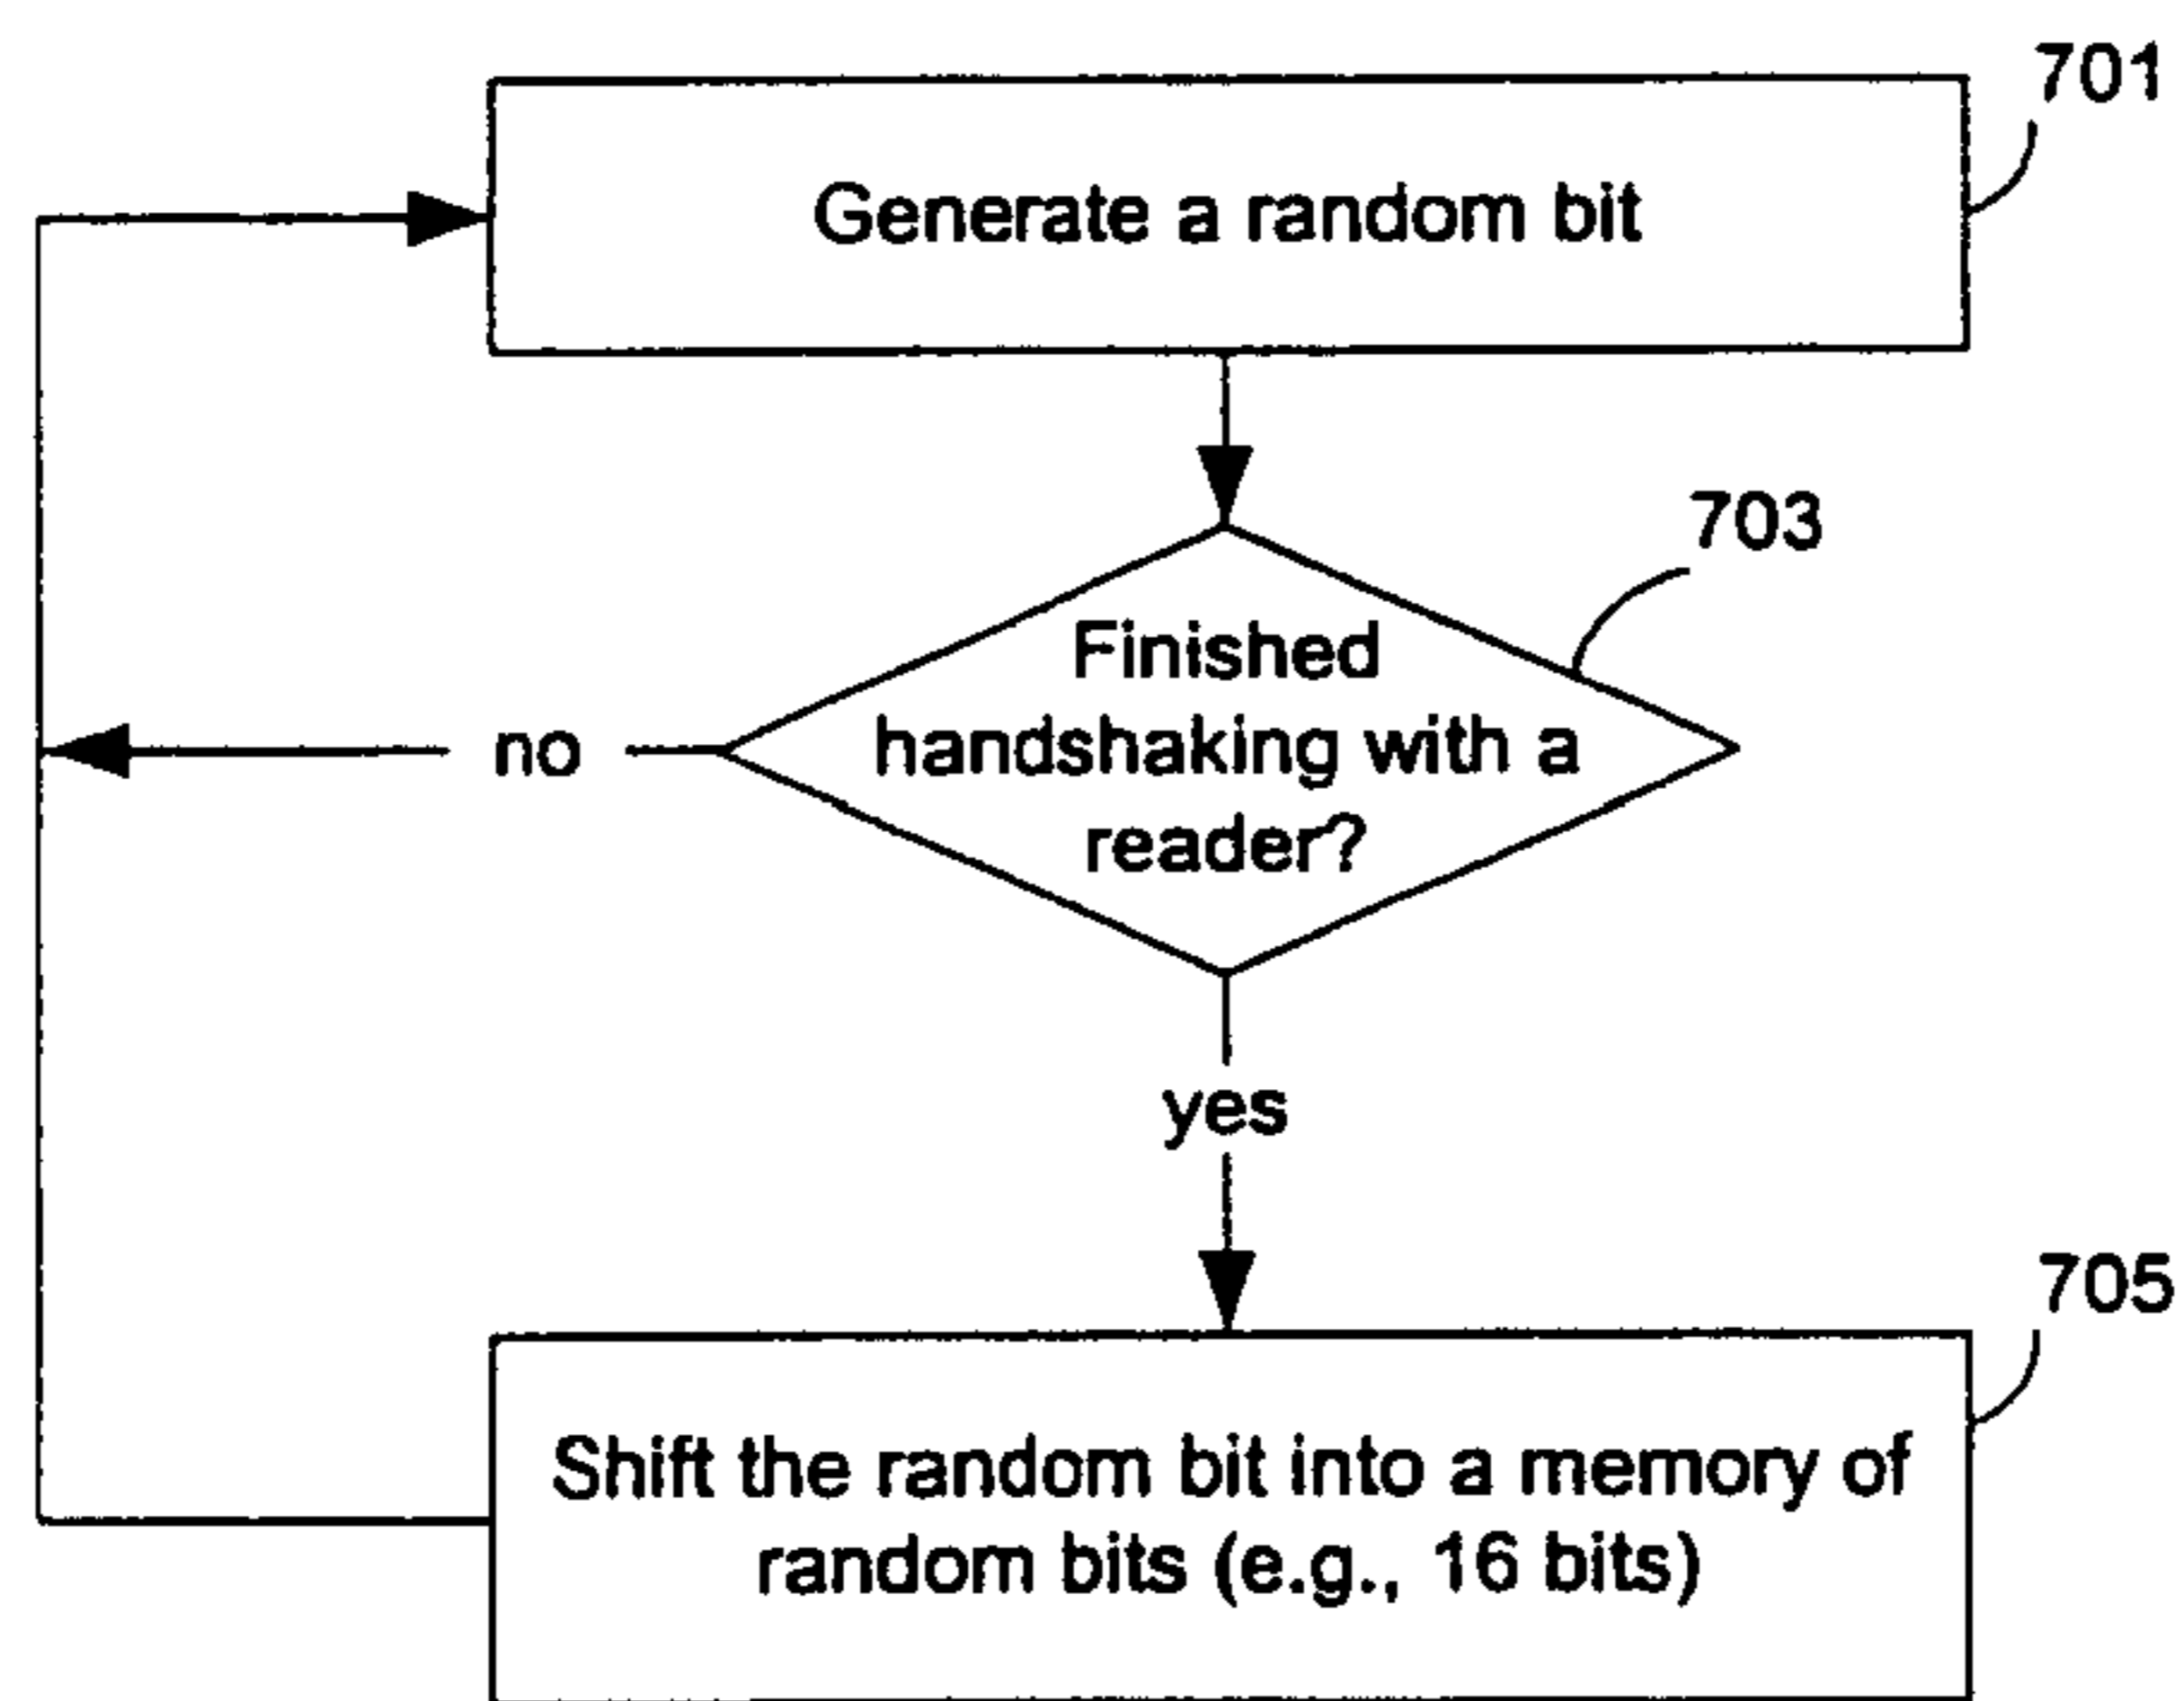 701
Generate a random bit
703
Finished
handshaking with a
reader?
no
yes
705
Shift the random bit into a memory of
random bits (e.g., 16 bits)